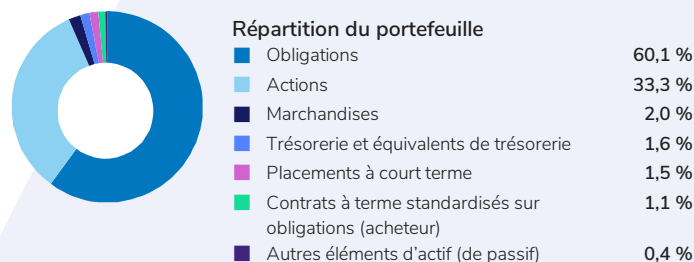 Répartition du portefeuille
Obligations 60,1 %
Actions 33,3 %
Marchandises 2,0 %
Trésorerie et équivalents de trésorerie 1,6 %
Placements à court terme 1,5 %
Contrats à terme standardisés sur 1,1 %
obligations (acheteur)
Autres éléments d'actif (de passif) 0,4 %